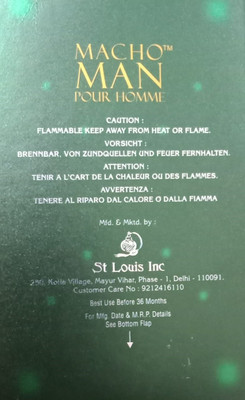 MACHO™
MAN
POUR HOMME
CAUTION :
FLAMMABLE KEEP AWAY FROM HEAT OR FLAME.
VORSICHT :
BRENNBAR, VON ZUNDQUELLEN UND FEUER FERNHALTEN.
ATTENTION :
TENIR A L'CART DE LA CHALEUR OU DES FLAMMES.
AVVERTENZA :
TENERE AL RIPARO DAL CALORE O DALLA FIAMMA
Mfd. & Mktd. by :
St Louis Inc
Village, Mayur Vihar, Phase - 1, Delhi - 110091.
Customer Care No : 9212416110
Best Use Before 36 Months
For Mfg. Date & M.R.P. Details
See Bottom Flap